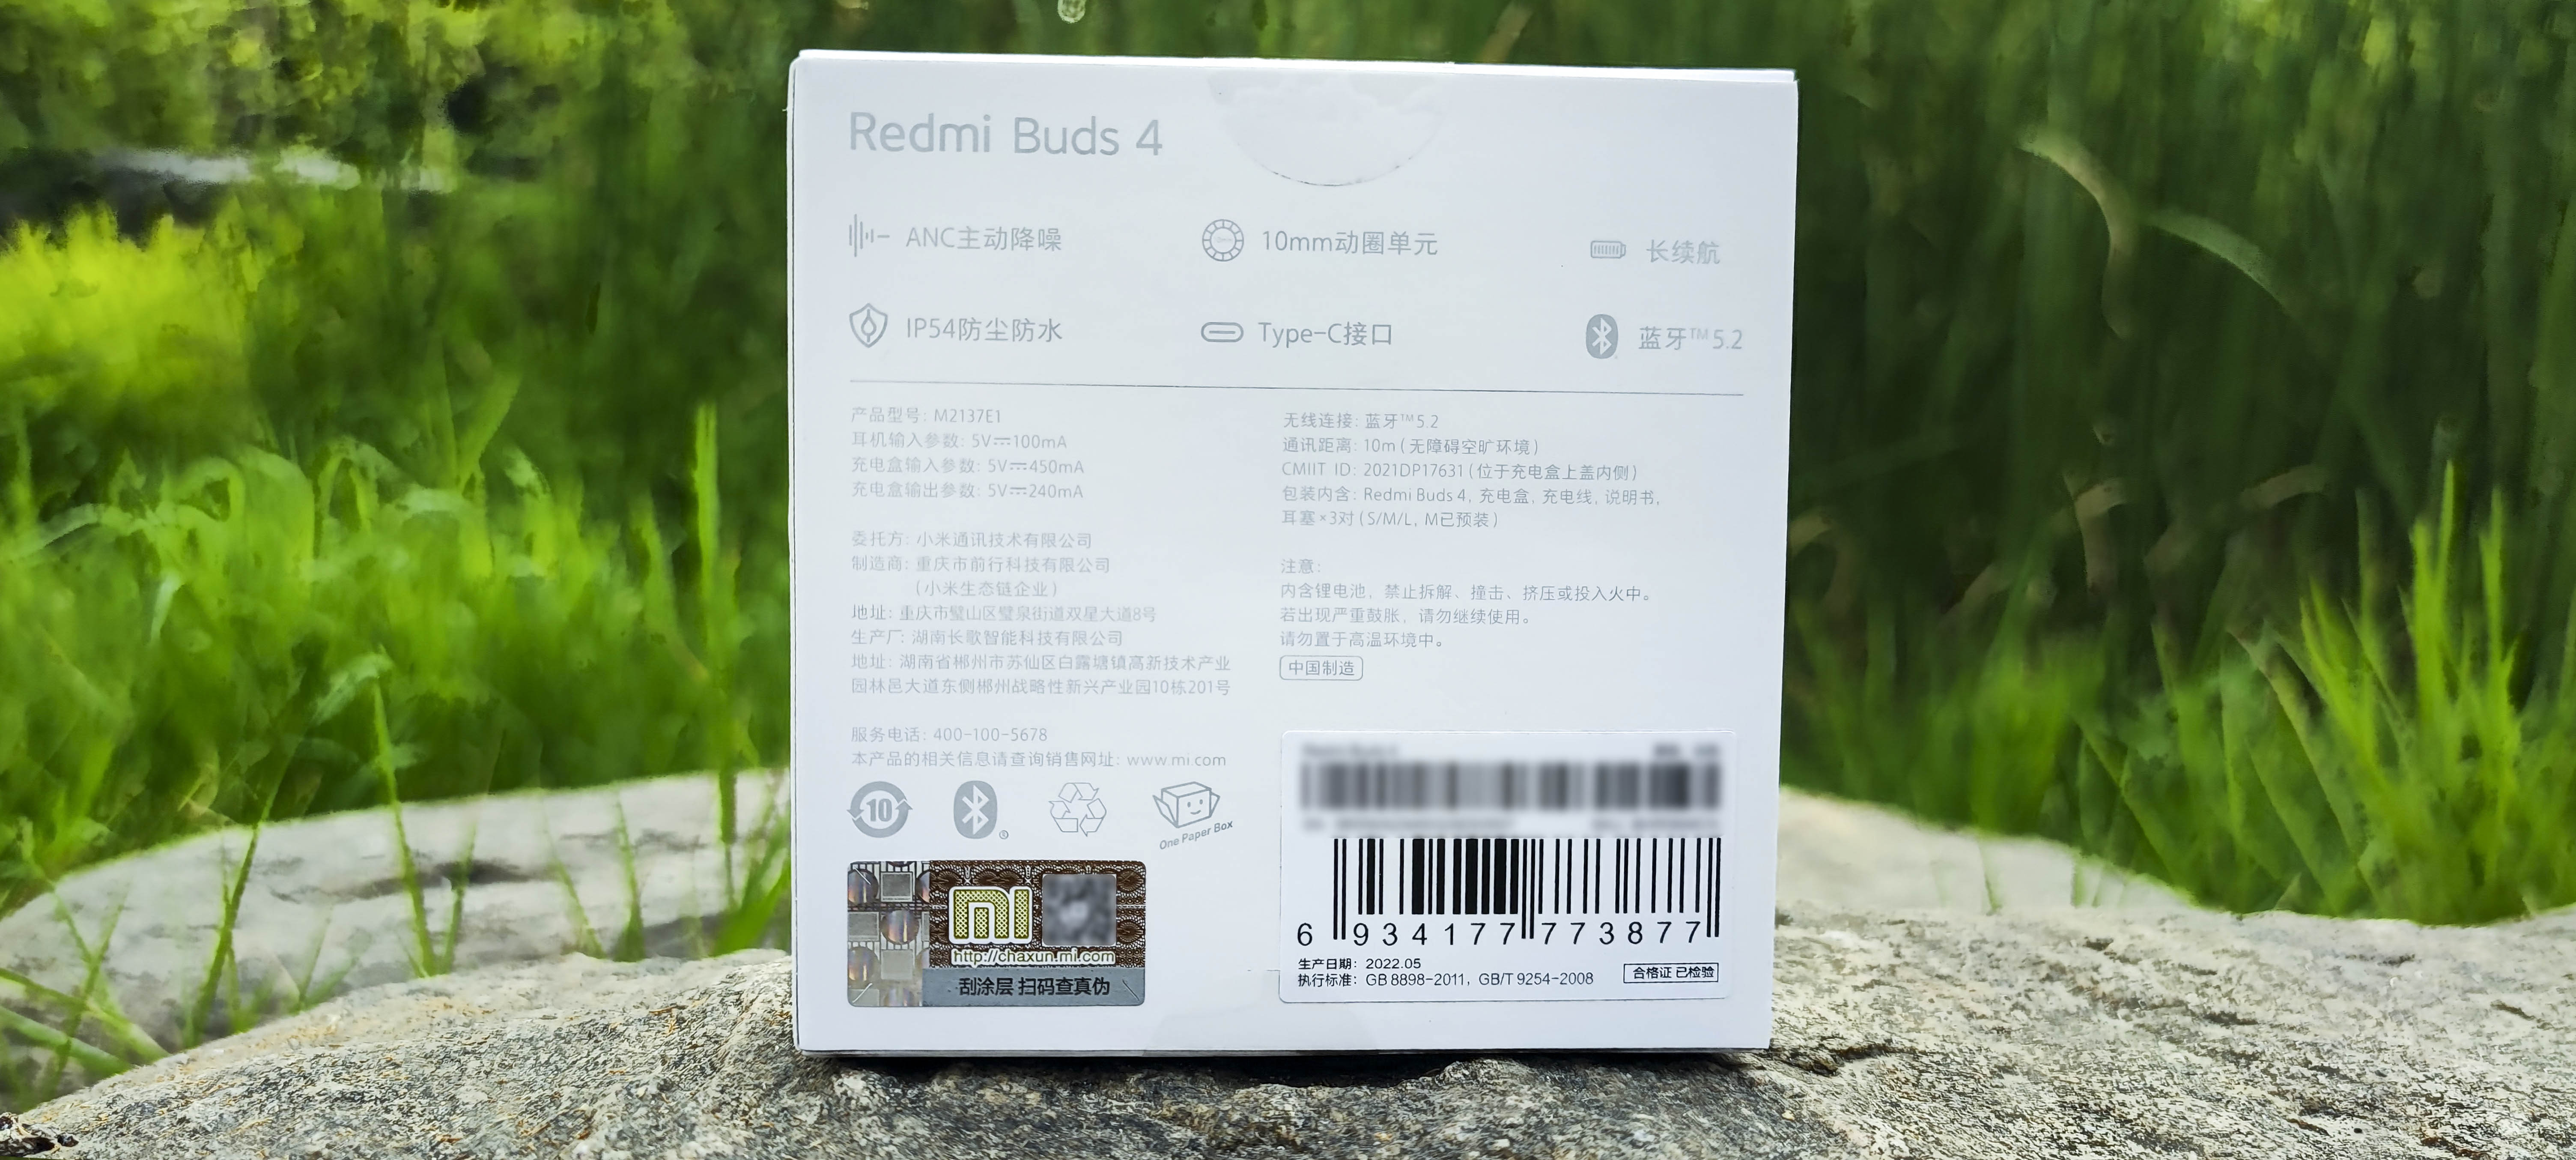 Redmi Buds 4
ANC主动降噪
10mm动圈单元
长续航
IP54防尘防水
Type-C接口
蓝牙™5.2
产品型号: M2137E1
耳机输入参数: 5V⎓100mA
充电盒输入参数: 5V⎓450mA
充电盒输出参数: 5V⎓240mA
委托方: 小米通讯技术有限公司
制造商: 重庆市前行科技有限公司
（小米生态链企业）
地址: 重庆市璧山区璧泉街道双星大道8号
生产厂: 湖南长歌智能科技有限公司
地址: 湖南省郴州市苏仙区白露塘镇高新技术产业
园林邑大道东侧郴州战略性新兴产业园10栋201号
服务电话: 400-100-5678
本产品的相关信息请查询销售网址: www.mi.com
无线连接: 蓝牙™5.2
通讯距离: 10m (无障碍空旷环境)
CMIIT ID: 2021DP17631 (位于充电盒上盖内侧)
包装内含: Redmi Buds 4, 充电盒, 充电线, 说明书,
耳塞×3对 (S/M/L, M已预装)
注意:
内含锂电池，禁止拆解、撞击、挤压或投入火中。
若出现严重鼓胀，请勿继续使用。
请勿置于高温环境中。
中国制造
10
One Paper Box
mi
http://chaxun.mi.com
刮涂层 扫码查真伪
6 934177 773877
生产日期: 2022.05
执行标准: GB 8898-2011, GB/T 9254-2008
合格证 已检验